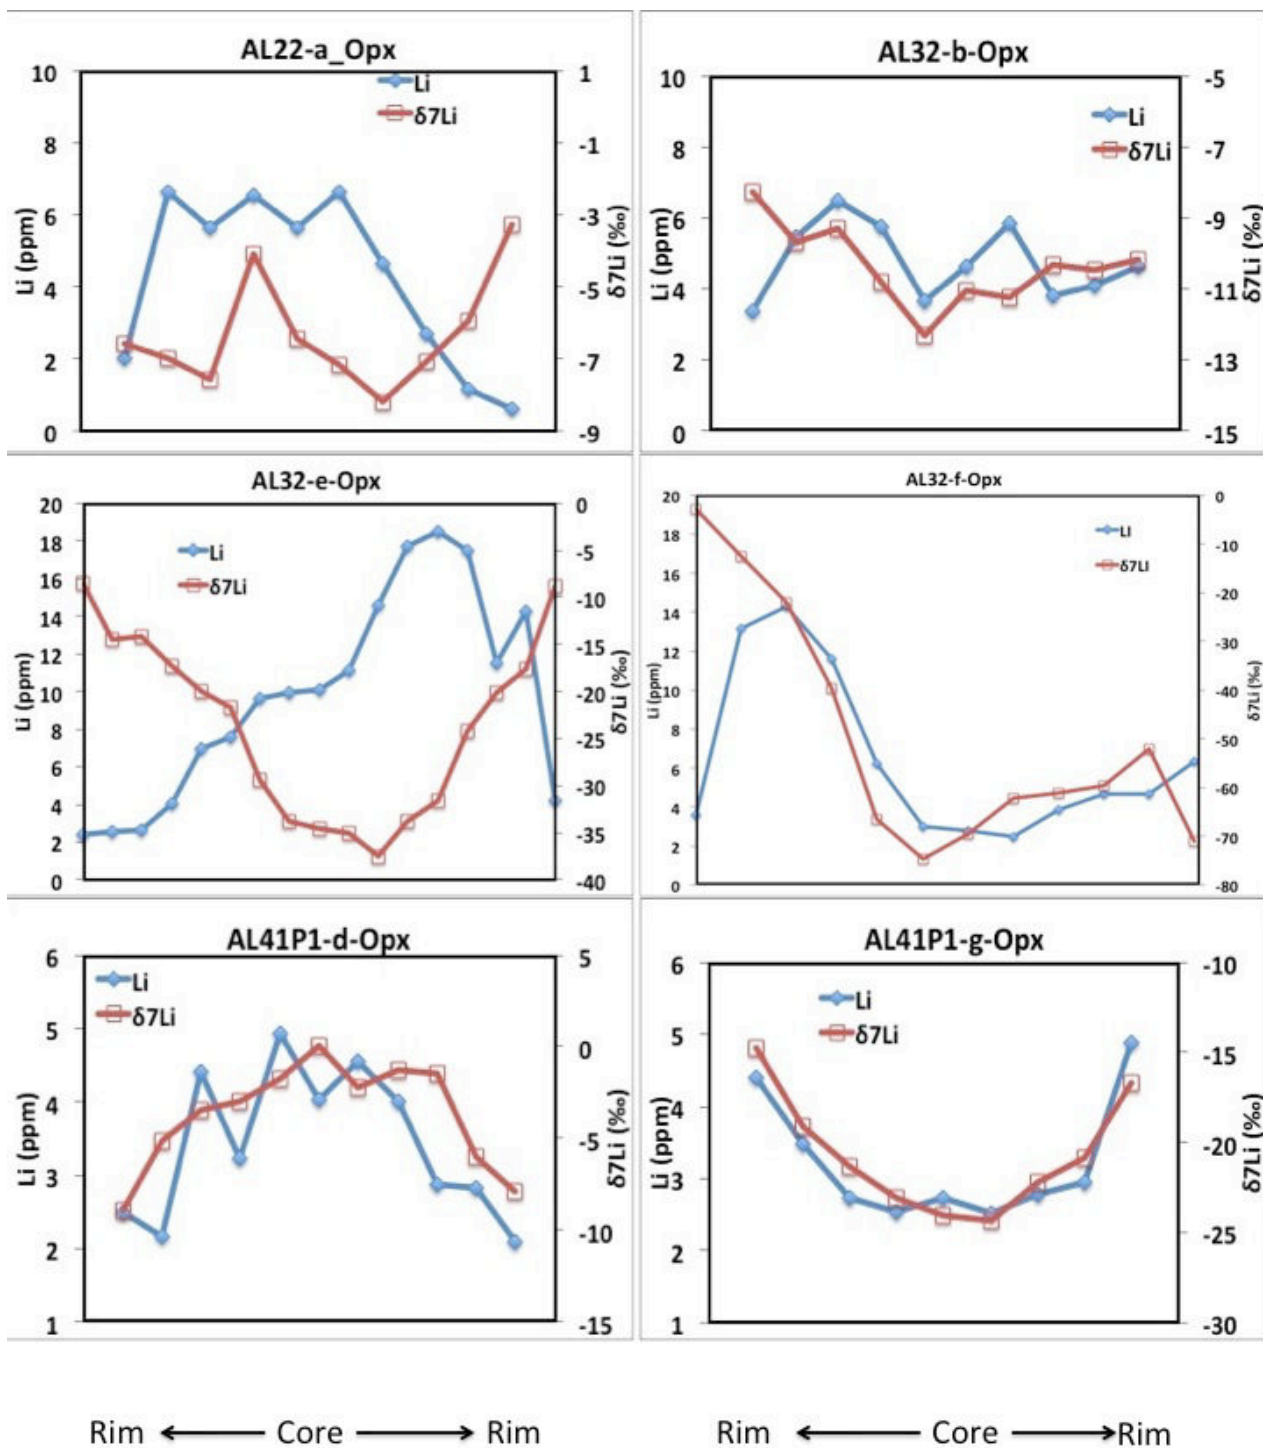 AL22-a_Opx
Li
δ7Li
10
8
6
4
2
0
Li (ppm)
1
-1
-3
-5
-7
-9
δ7Li (‰)
AL32-b-Opx
Li
δ7Li
10
8
6
4
2
0
Li (ppm)
-5
-7
-9
-11
-13
-15
δ7Li (‰)
AL32-e-Opx
Li
δ7Li
20
18
16
14
12
10
8
6
4
2
0
Li (ppm)
0
-5
-10
-15
-20
-25
-30
-35
-40
δ7Li (‰)
AL32-f-Opx
LI
δ7LI
20
18
16
14
12
10
8
6
4
2
0
Li (ppm)
0
-10
-20
-30
-40
-50
-60
-70
-80
δ7Li (‰)
AL41P1-d-Opx
Li
δ7Li
6
5
4
3
2
1
Li (ppm)
5
0
-5
-10
-15
δ7Li (‰)
AL41P1-g-Opx
Li
δ7Li
6
5
4
3
2
1
Li (ppm)
-10
-15
-20
-25
-30
δ7Li (‰)
Rim Core Rim
Rim Core Rim